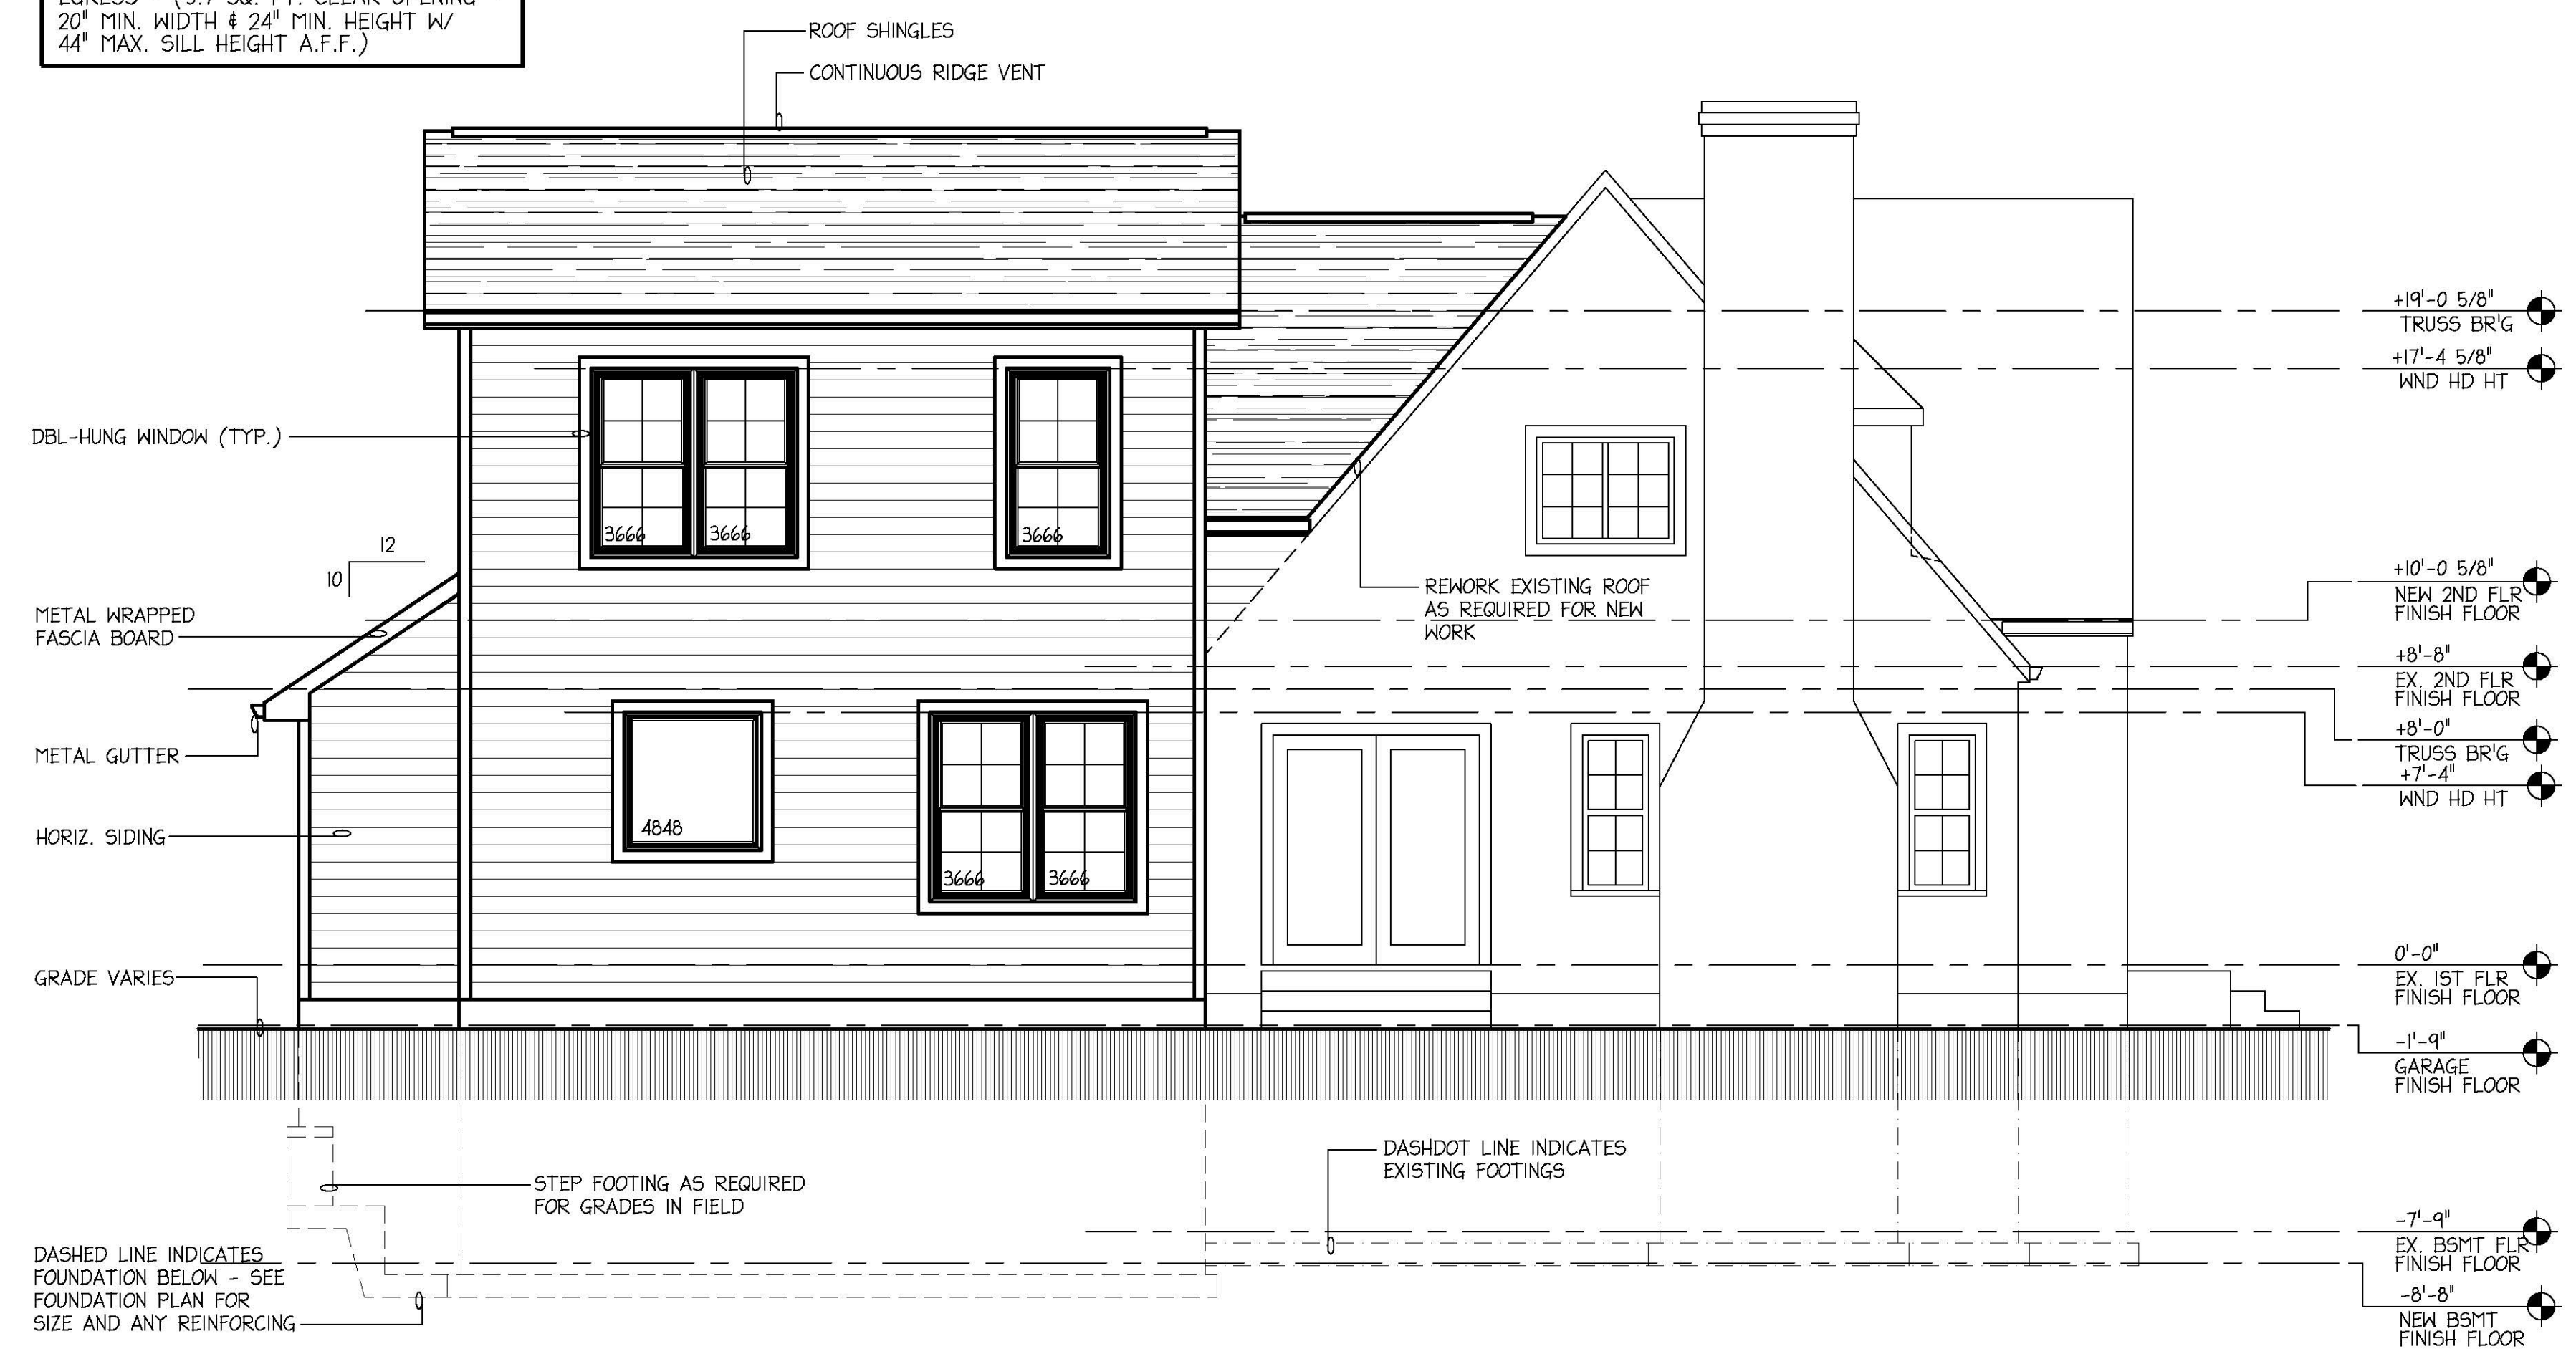 20" MIN. WIDTH & 24" MIN. HEIGHT W/
44" MAX. SILL HEIGHT A.F.F.)
ROOF SHINGLES
CONTINUOUS RIDGE VENT
DBL-HUNG WINDOW (TYP.)
12
10
METAL WRAPPED
FASCIA BOARD
METAL GUTTER
HORIZ. SIDING
GRADE VARIES
3666
3666
3666
4848
3666
3666
REWORK EXISTING ROOF
AS REQUIRED FOR NEW
WORK
STEP FOOTING AS REQUIRED
FOR GRADES IN FIELD
DASHDOT LINE INDICATES
EXISTING FOOTINGS
DASHED LINE INDICATES
FOUNDATION BELOW - SEE
FOUNDATION PLAN FOR
SIZE AND ANY REINFORCING
+19'-0 5/8"
TRUSS BR'G
+17'-4 5/8"
WND HD HT
+10'-0 5/8"
NEW 2ND FLR
FINISH FLOOR
+8'-8"
EX. 2ND FLR
FINISH FLOOR
+8'-0"
TRUSS BR'G
+7'-4"
WND HD HT
0'-0"
EX. 1ST FLR
FINISH FLOOR
-1'-9"
GARAGE
FINISH FLOOR
-7'-9"
EX. BSMT FLR
FINISH FLOOR
-8'-8"
NEW BSMT
FINISH FLOOR